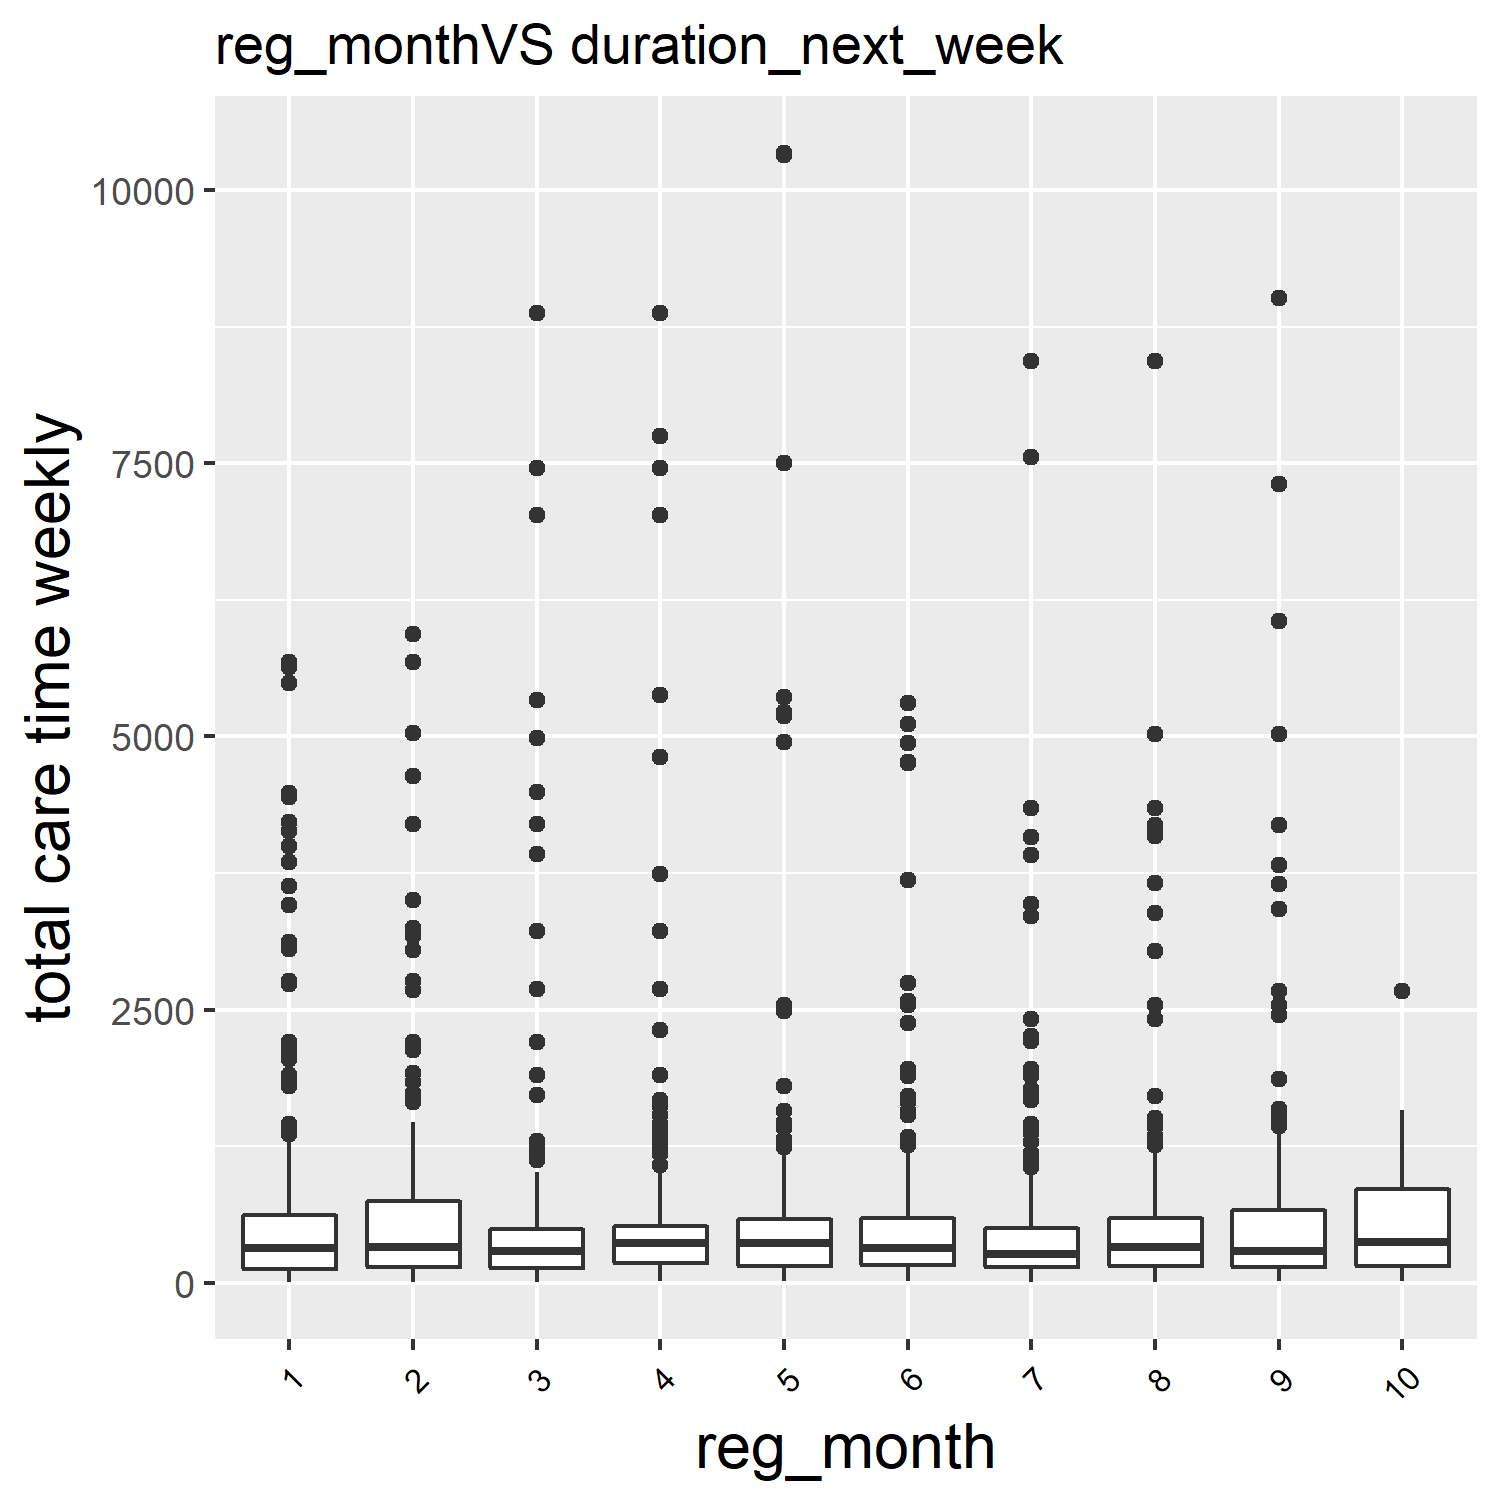 reg_monthVS duration_next_week
total care time weekly
10000
7500
5000
2500
0
1 2 3 4 5 6 7 8 9 10
reg_month